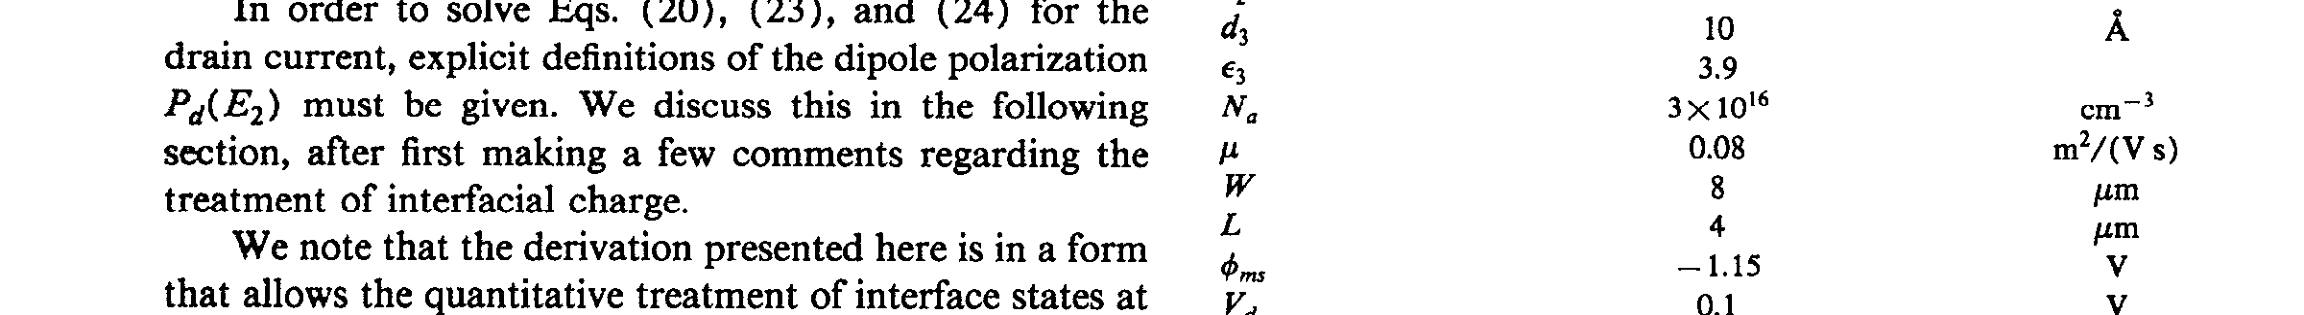 In order to solve Eqs. (20), (23), and (24) for the
drain current, explicit definitions of the dipole polarization
P_d(E_2) must be given. We discuss this in the following
section, after first making a few comments regarding the
treatment of interfacial charge.
We note that the derivation presented here is in a form
that allows the quantitative treatment of interface states at
d_3 10 Å
ϵ_3 3.9
N_a 3×10^16 cm^−3
μ 0.08 m^2/(V s)
W 8 μm
L 4 μm
ϕ_ms −1.15 V
V_d 0.1 V